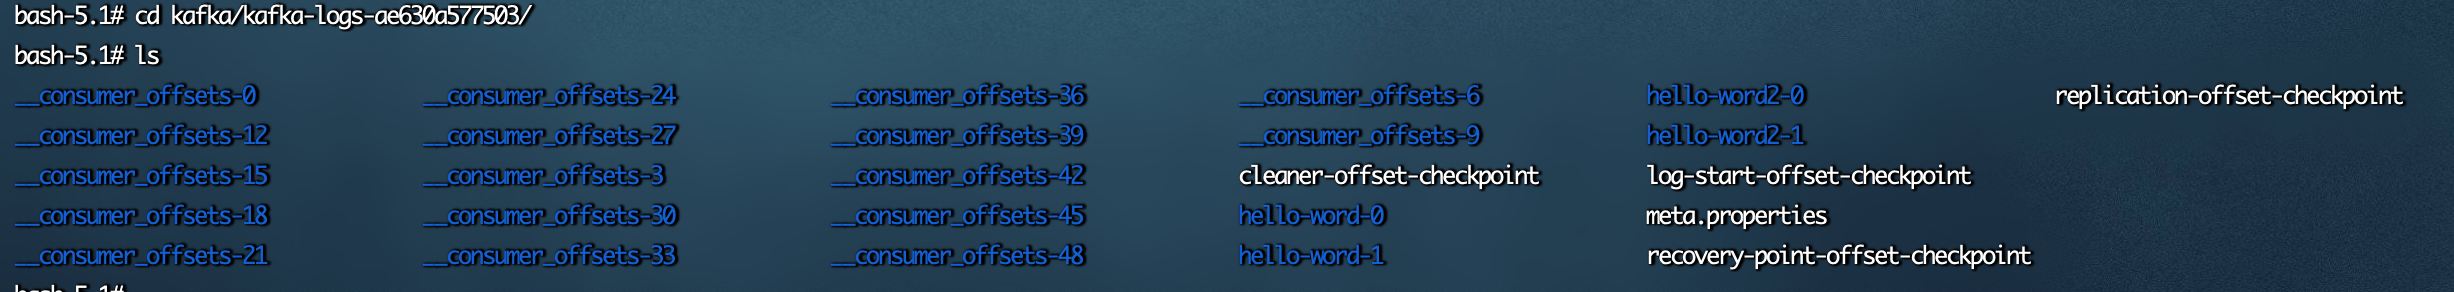 bash-5.1# cd kafka/kafka-logs-ae630a577503/
bash-5.1# ls
__consumer_offsets-0 __consumer_offsets-24 __consumer_offsets-36 __consumer_offsets-6 hello-word2-0 replication-offset-checkpoint
__consumer_offsets-12 __consumer_offsets-27 __consumer_offsets-39 __consumer_offsets-9 hello-word2-1
__consumer_offsets-15 __consumer_offsets-3 __consumer_offsets-42 cleaner-offset-checkpoint log-start-offset-checkpoint
__consumer_offsets-18 __consumer_offsets-30 __consumer_offsets-45 hello-word-0 meta.properties
__consumer_offsets-21 __consumer_offsets-33 __consumer_offsets-48 hello-word-1 recovery-point-offset-checkpoint
bash-5.1#